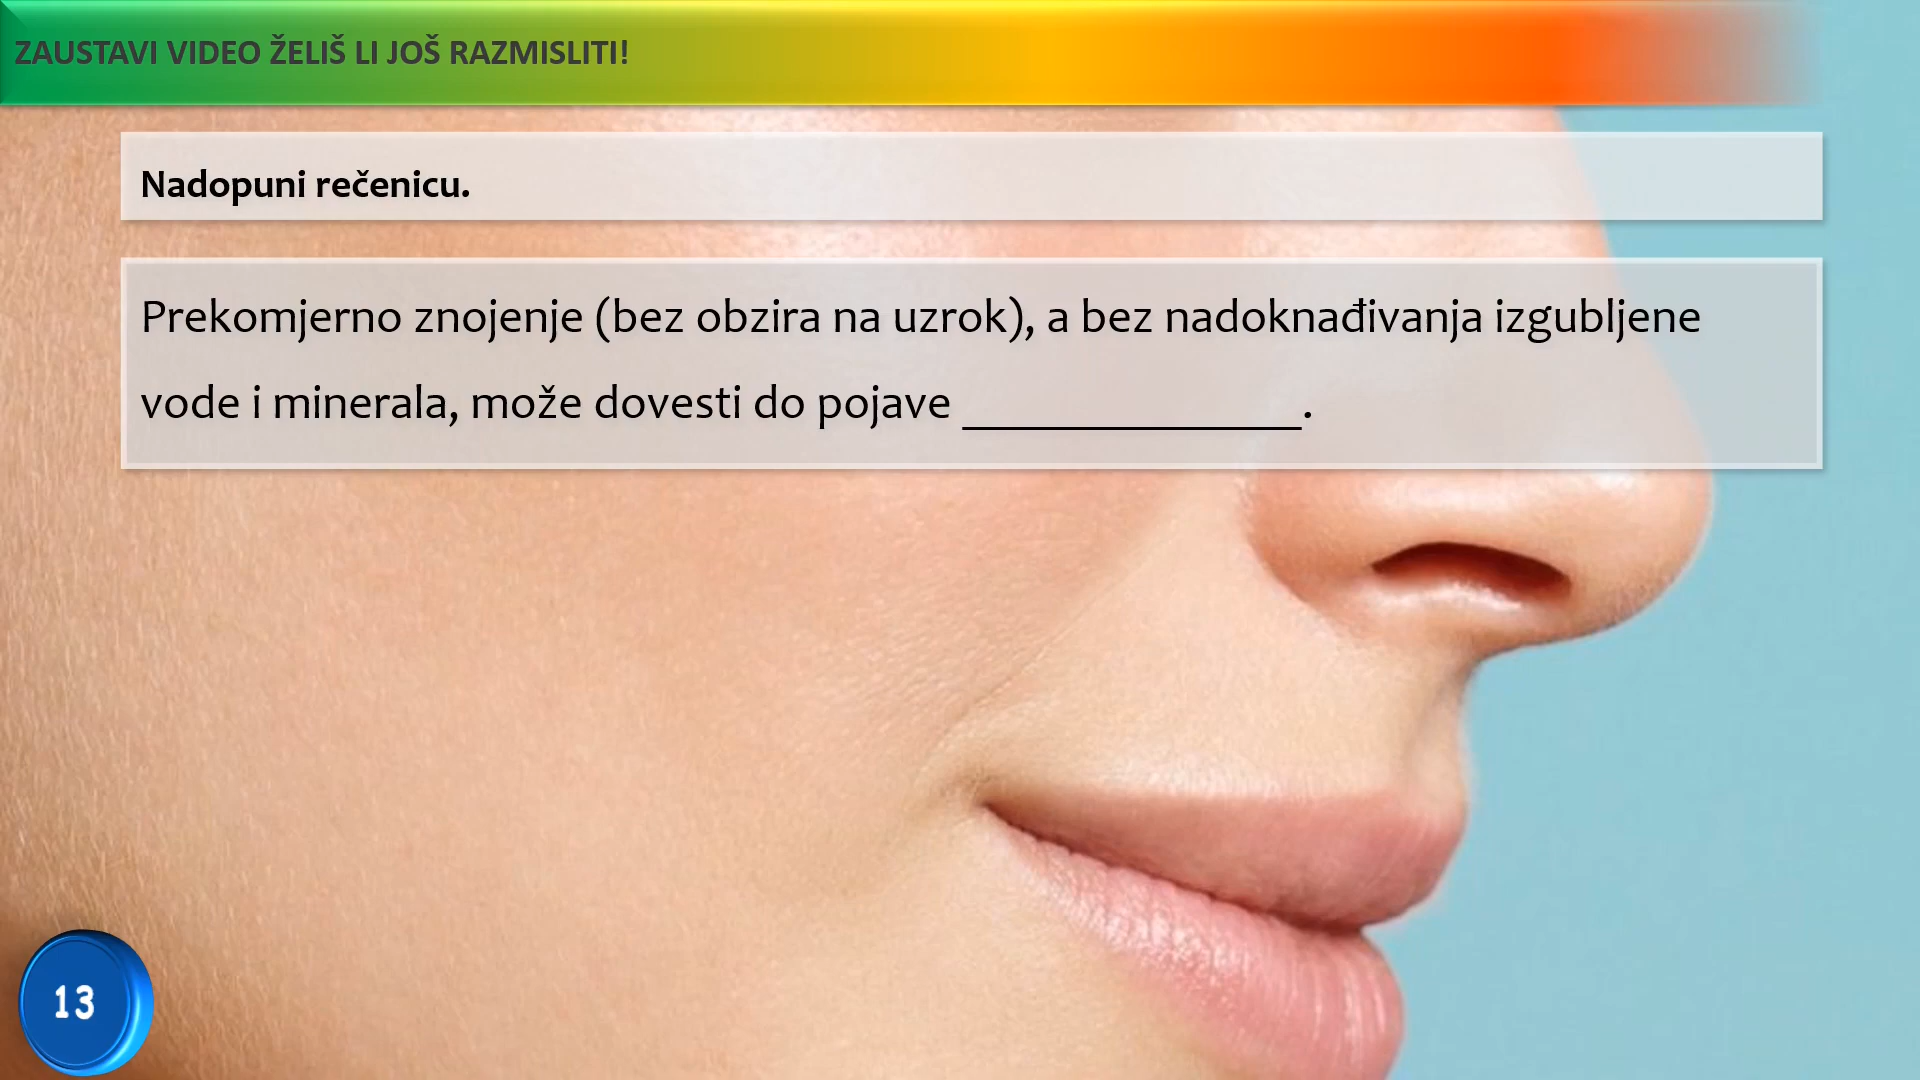 ZAUSTAVI VIDEO ŽELIŠ LI JOŠ RAZMISLITI!
Nadopuni rečenicu.
Prekomjerno znojenje (bez obzira na uzrok), a bez nadoknađivanja izgubljene
vode i minerala, može dovesti do pojave _______________.
13